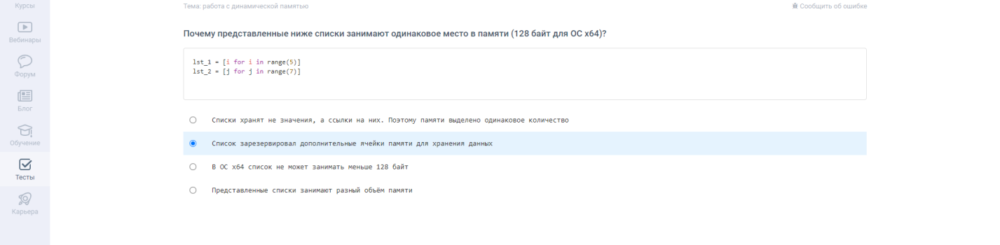 Курсы
Вебинары
Форум
Блог
Обучение
Тесты
Карьера
Тема: работа с динамической памятью
Сообщить об ошибке
Почему представленные ниже списки занимают одинаковое место в памяти (128 байт для ОС x64)?
lst_1 = [i for i in range(5)]
lst_2 = [j for j in range(7)]
Списки хранят не значения, а ссылки на них. Поэтому памяти выделено одинаковое количество
Список зарезервировал дополнительные ячейки памяти для хранения данных
В ОС x64 список не может занимать меньше 128 байт
Представленные списки занимают разный объём памяти